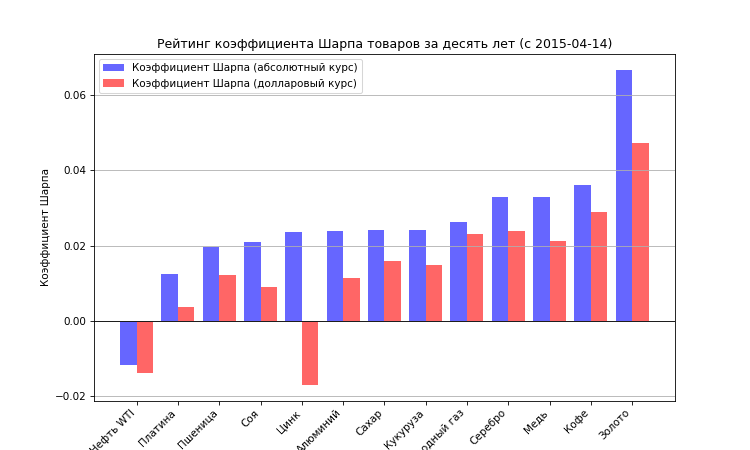 Рейтинг коэффициента Шарпа товаров за десять лет (с 2015-04-14)
Коэффициент Шарпа (абсолютный курс)
Коэффициент Шарпа (долларовый курс)
Коэффициент Шарпа
0.06
0.04
0.02
0.00
−0.02
Нефть WTI
Платина
Пшеница
Соя
Цинк
Алюминий
Сахар
Кукуруза
газ
Серебро
Медь
Кофе
Золото